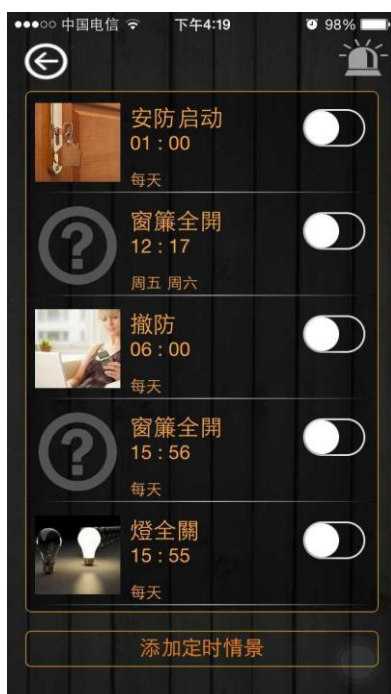 中国电信 下午4:19 98%
安防启动
01 : 00
每天
窗簾全開
12 : 17
周五 周六
撤防
06 : 00
每天
窗簾全開
15 : 56
每天
燈全關
15 : 55
每天
添加定时情景